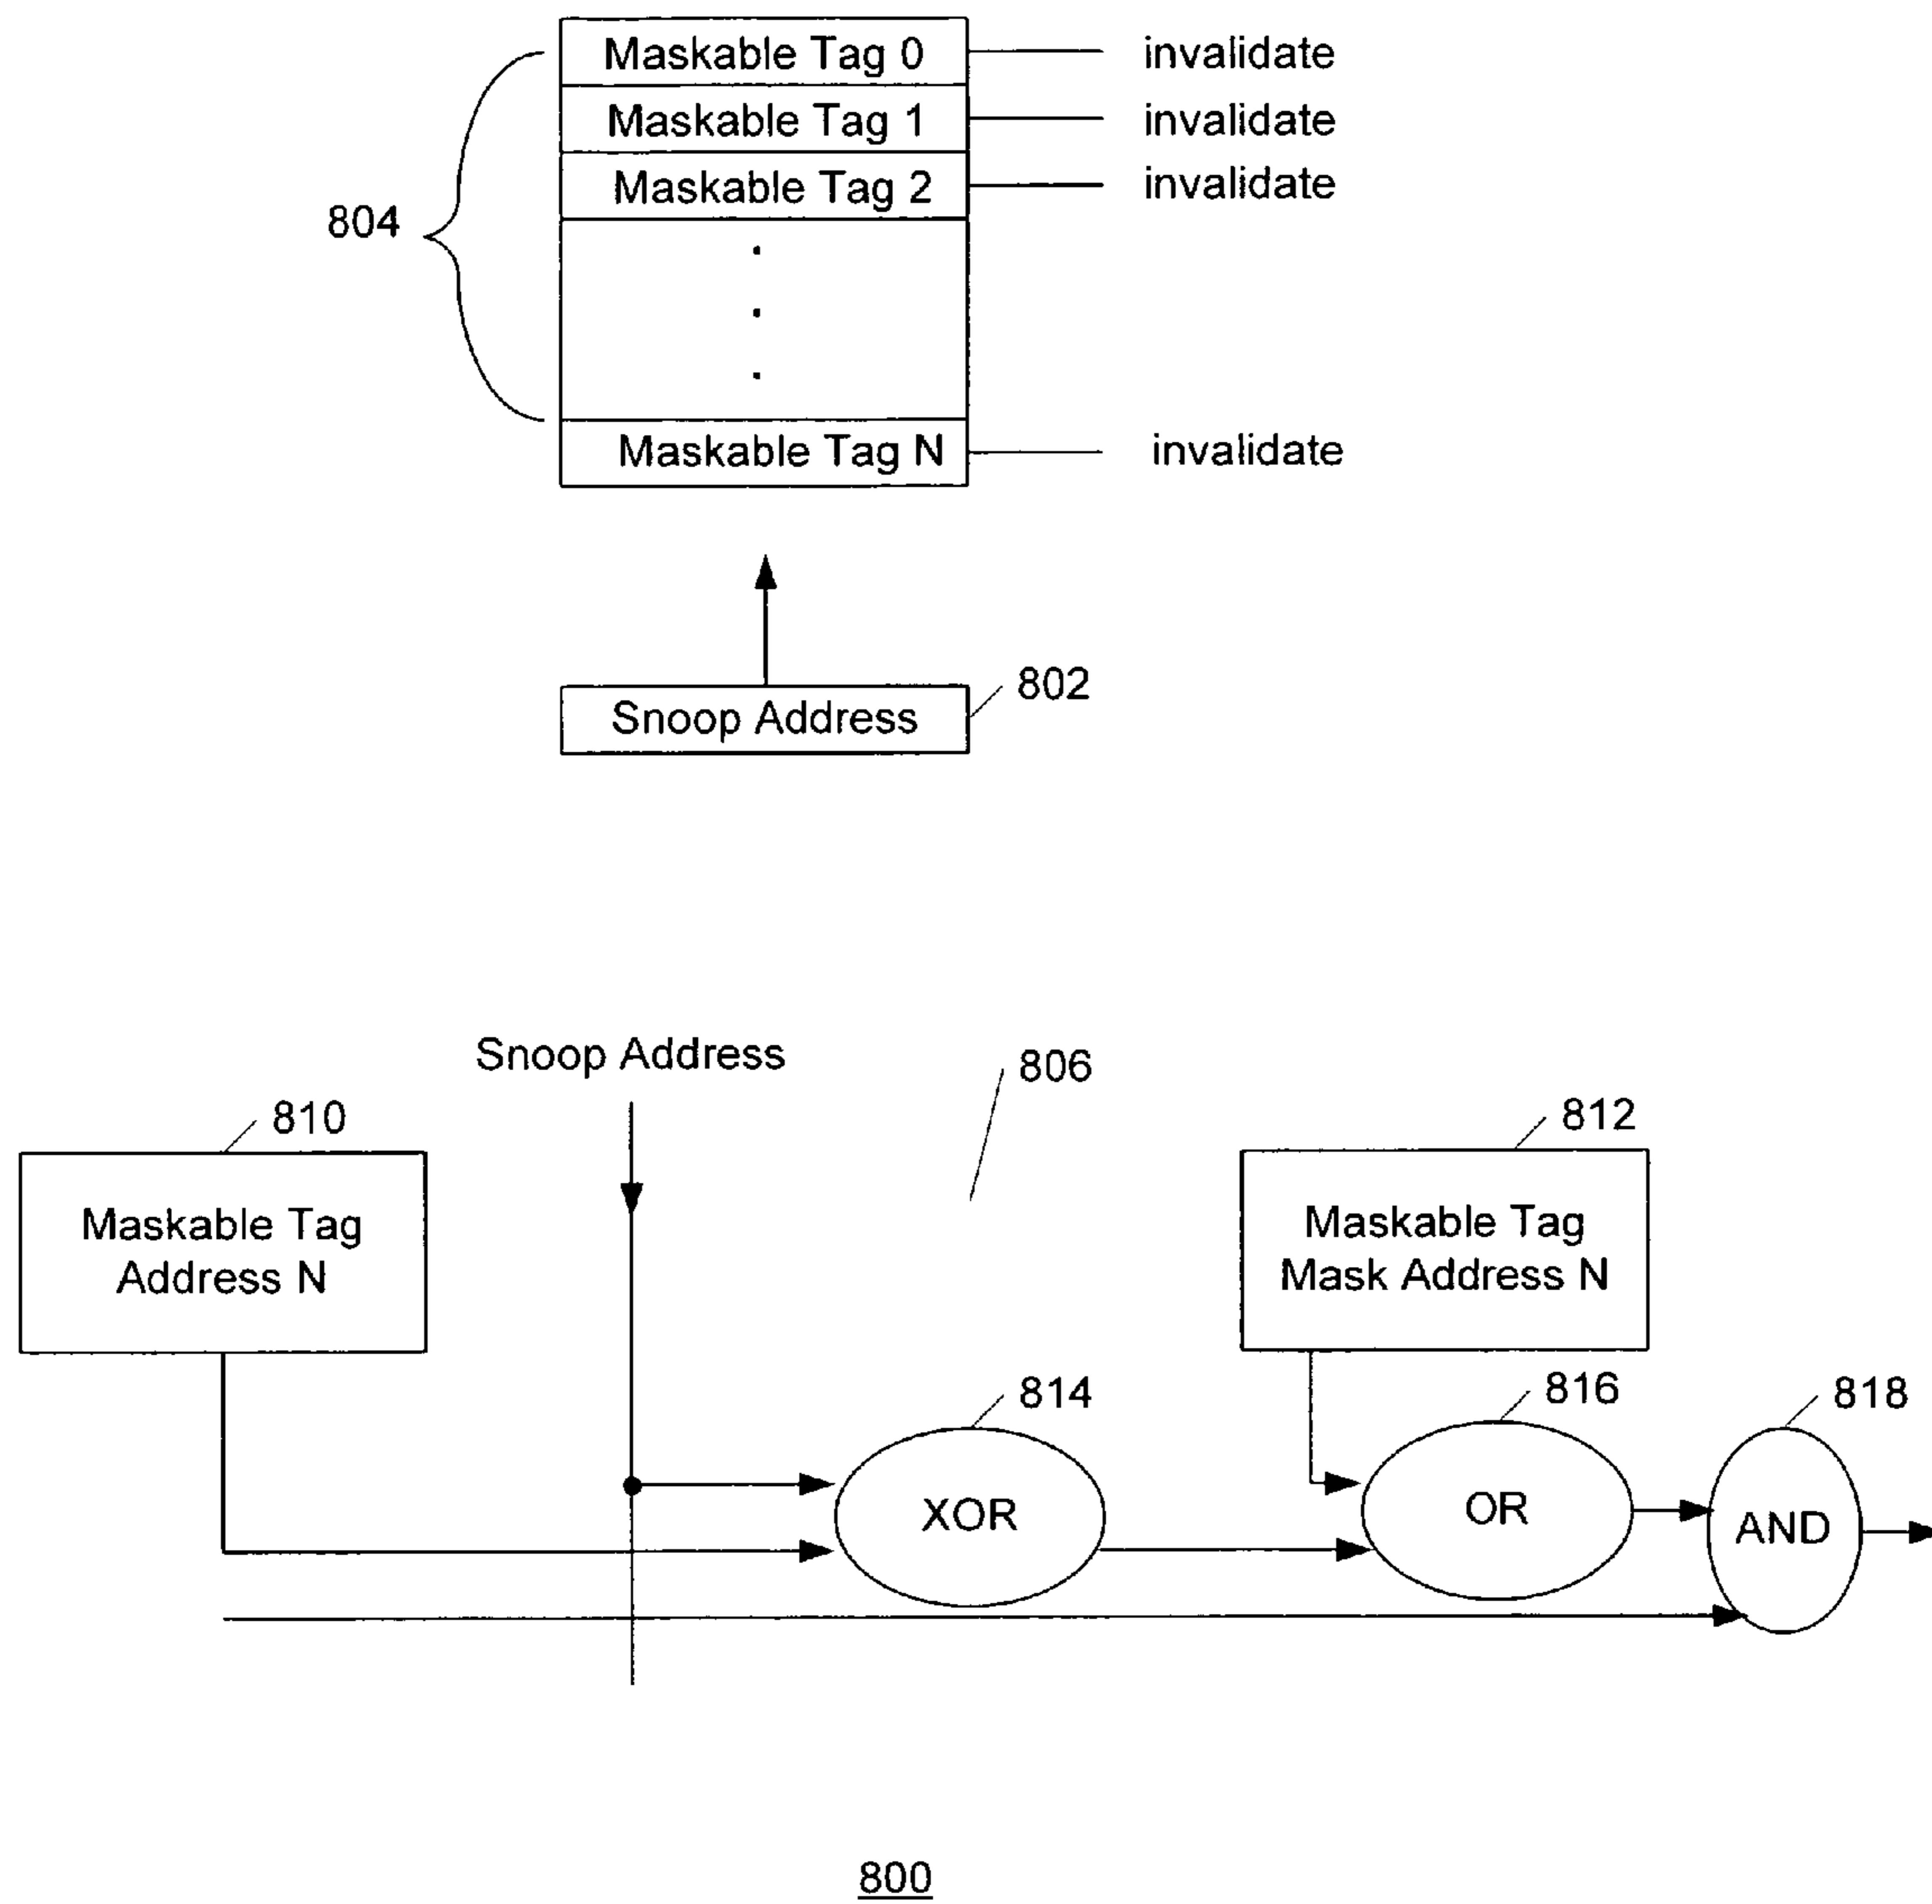 Maskable Tag 0 invalidate
Maskable Tag 1 invalidate
Maskable Tag 2 invalidate
804
Maskable Tag N invalidate
802
Snoop Address
Snoop Address
806
810
812
Maskable Tag
Address N
Maskable Tag
Mask Address N
814
816
818
XOR
OR
AND
800